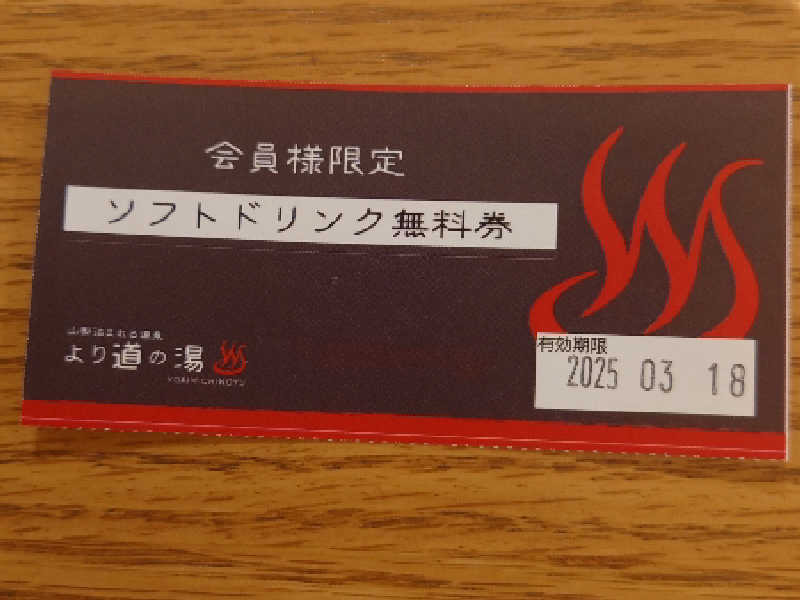 会員様限定
ソフトドリンク無料券
より道の湯
YORIMICHINOYU
有効期限
2025 03 18